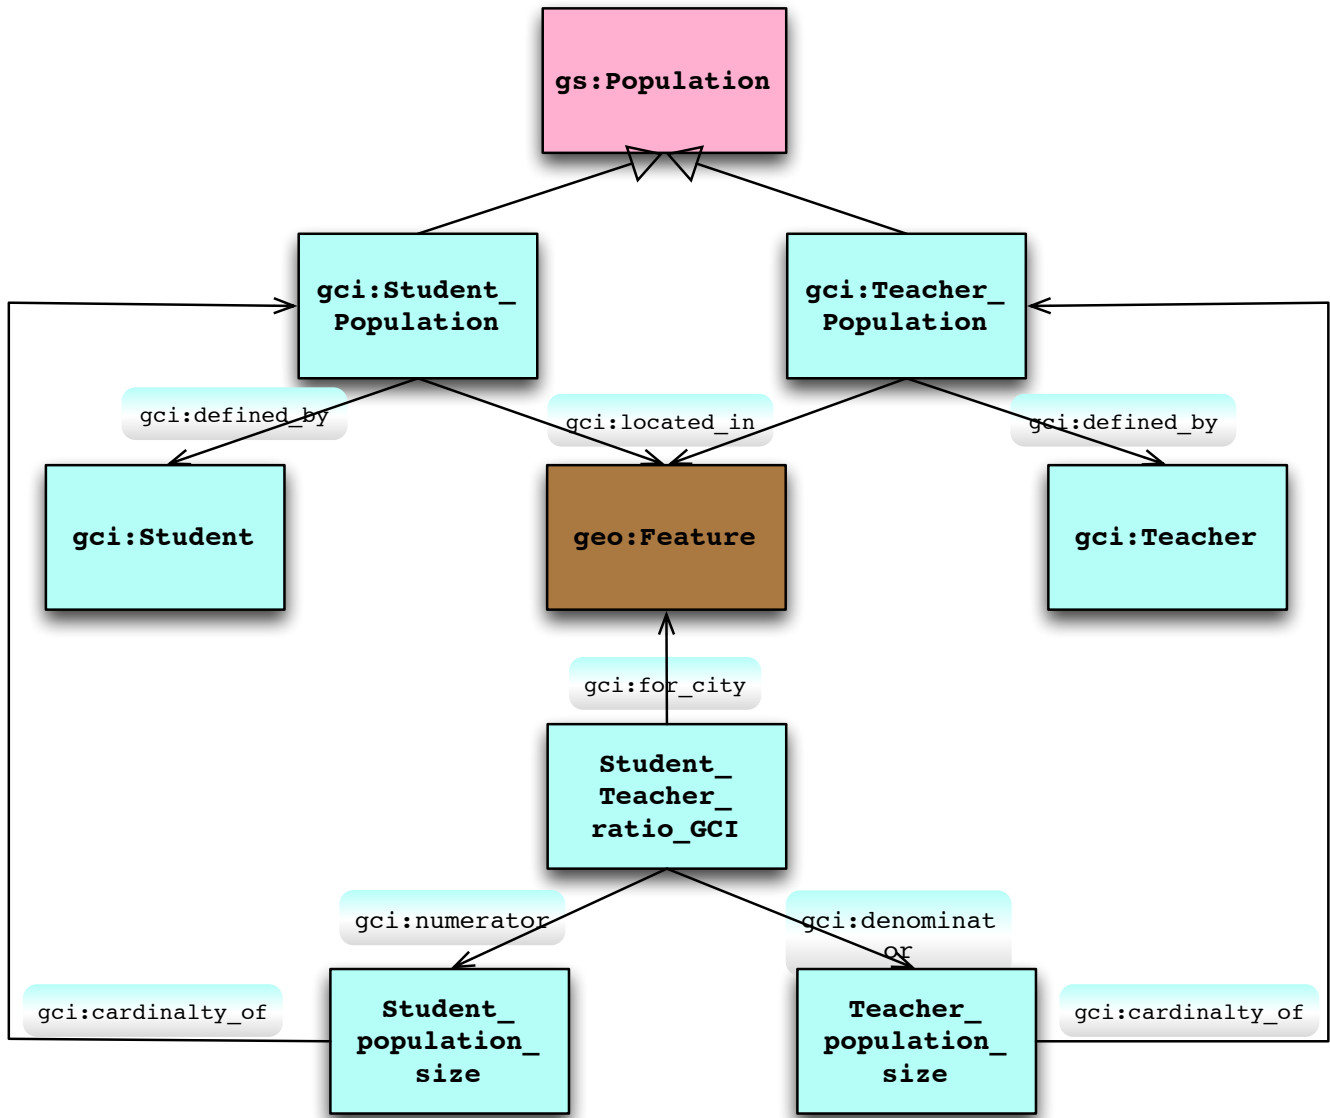 gs:Population
gci:Student_
Population
gci:Teacher_
Population
gci:defined_by
gci:located_in
gci:defined_by
gci:Student
geo:Feature
gci:Teacher
gci:for_city
Student_
Teacher_
ratio_GCI
gci:numerator
gci:denominat
or
gci:cardinalty_of
Student_
population_
size
Teacher_
population_
size
gci:cardinalty_of